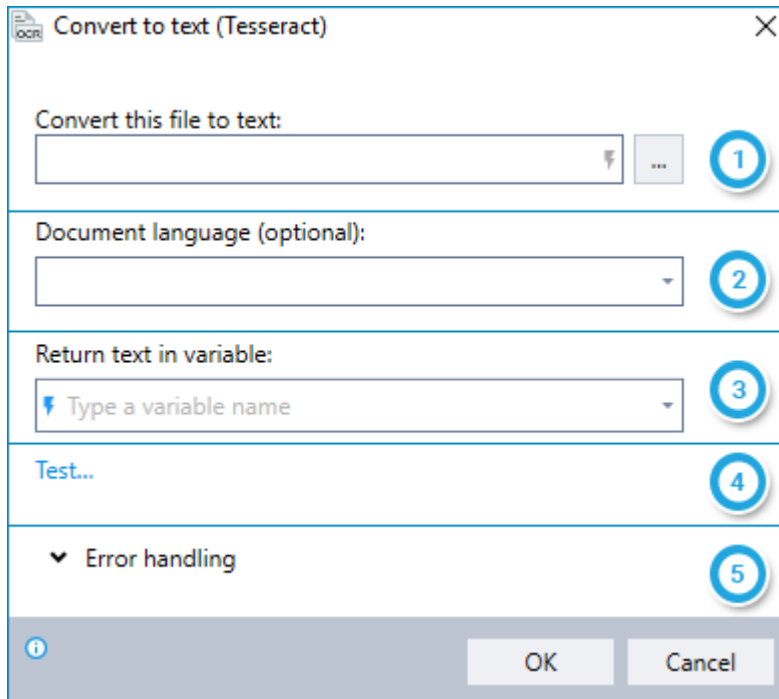 OCR Convert to text (Tesseract)
Convert this file to text:
... 1
Document language (optional):
2
Return text in variable:
Type a variable name 3
Test... 4
Error handling 5
OK Cancel